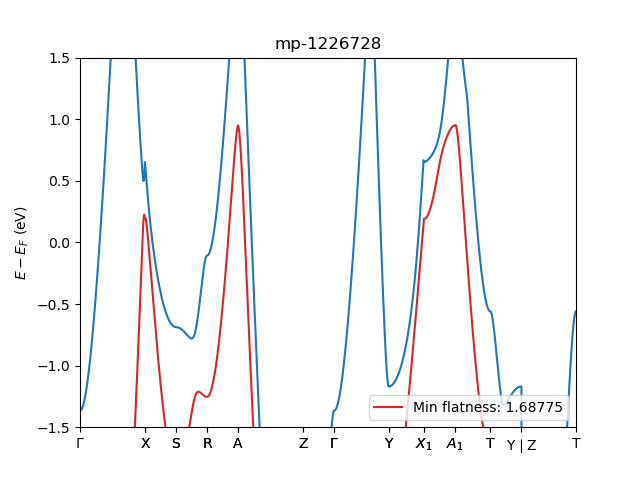 mp-1226728
1.5
1.0
0.5
0.0
−0.5
−1.0
−1.5
E − E_F (eV)
Min flatness: 1.68775
Γ X S R A Z Γ Y X₁ A₁ T Y | Z T